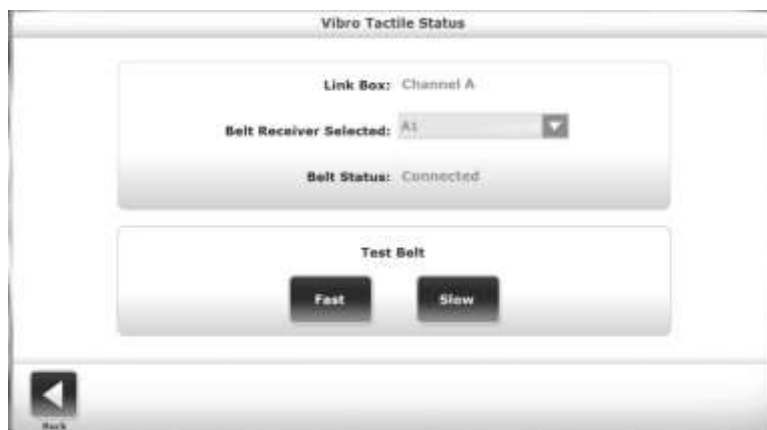 Vibro Tactile Status
Link Box: Channel A
Belt Receiver Selected: A1
Belt Status: Connected
Test Belt
Fast Slow
Back